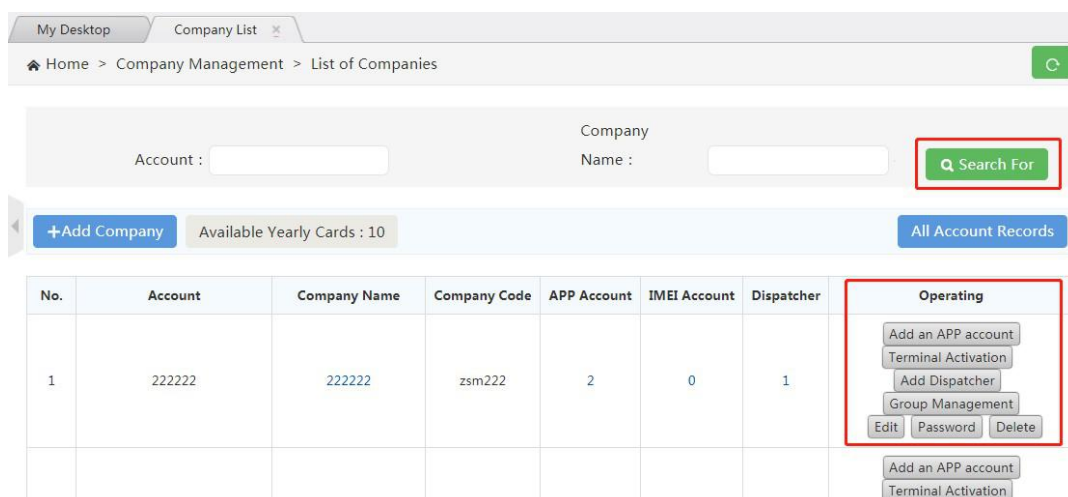 My Desktop
Company List ×
Home > Company Management > List of Companies
Account :
Company
Name :
Search For
+Add Company
Available Yearly Cards : 10
All Account Records
No. Account Company Name Company Code APP Account IMEI Account Dispatcher Operating
1 222222 222222 zsm222 2 0 1
Add an APP account
Terminal Activation
Add Dispatcher
Group Management
Edit Password Delete
Add an APP account
Terminal Activation